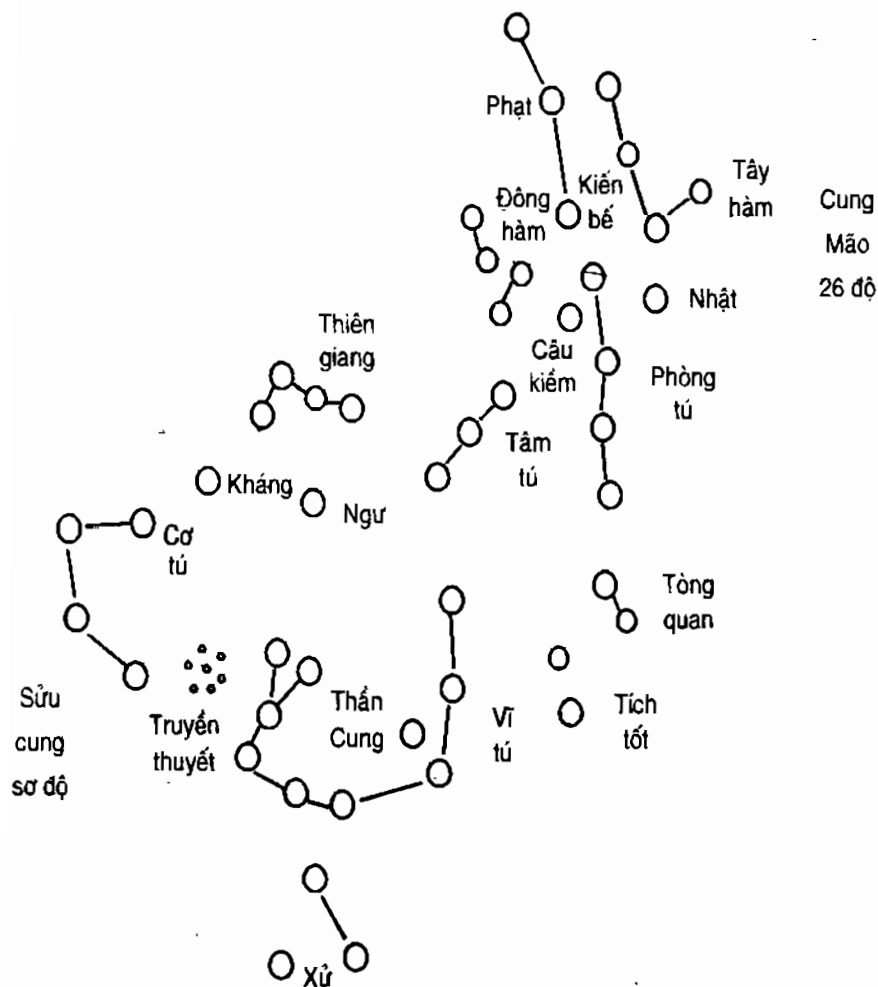 Phạt
Kiến
bế
Tây
hàm
Đông
hàm
Cung
Mão
26 độ
Nhật
Thiên
giang
Câu
kiềm
Phòng
tú
Tâm
tú
Kháng
Ngư
Cơ
tú
Tòng
quan
Sửu
cung
sơ độ
Truyền
thuyết
Thần
Cung
Vĩ
tú
Tích
tốt
Xử